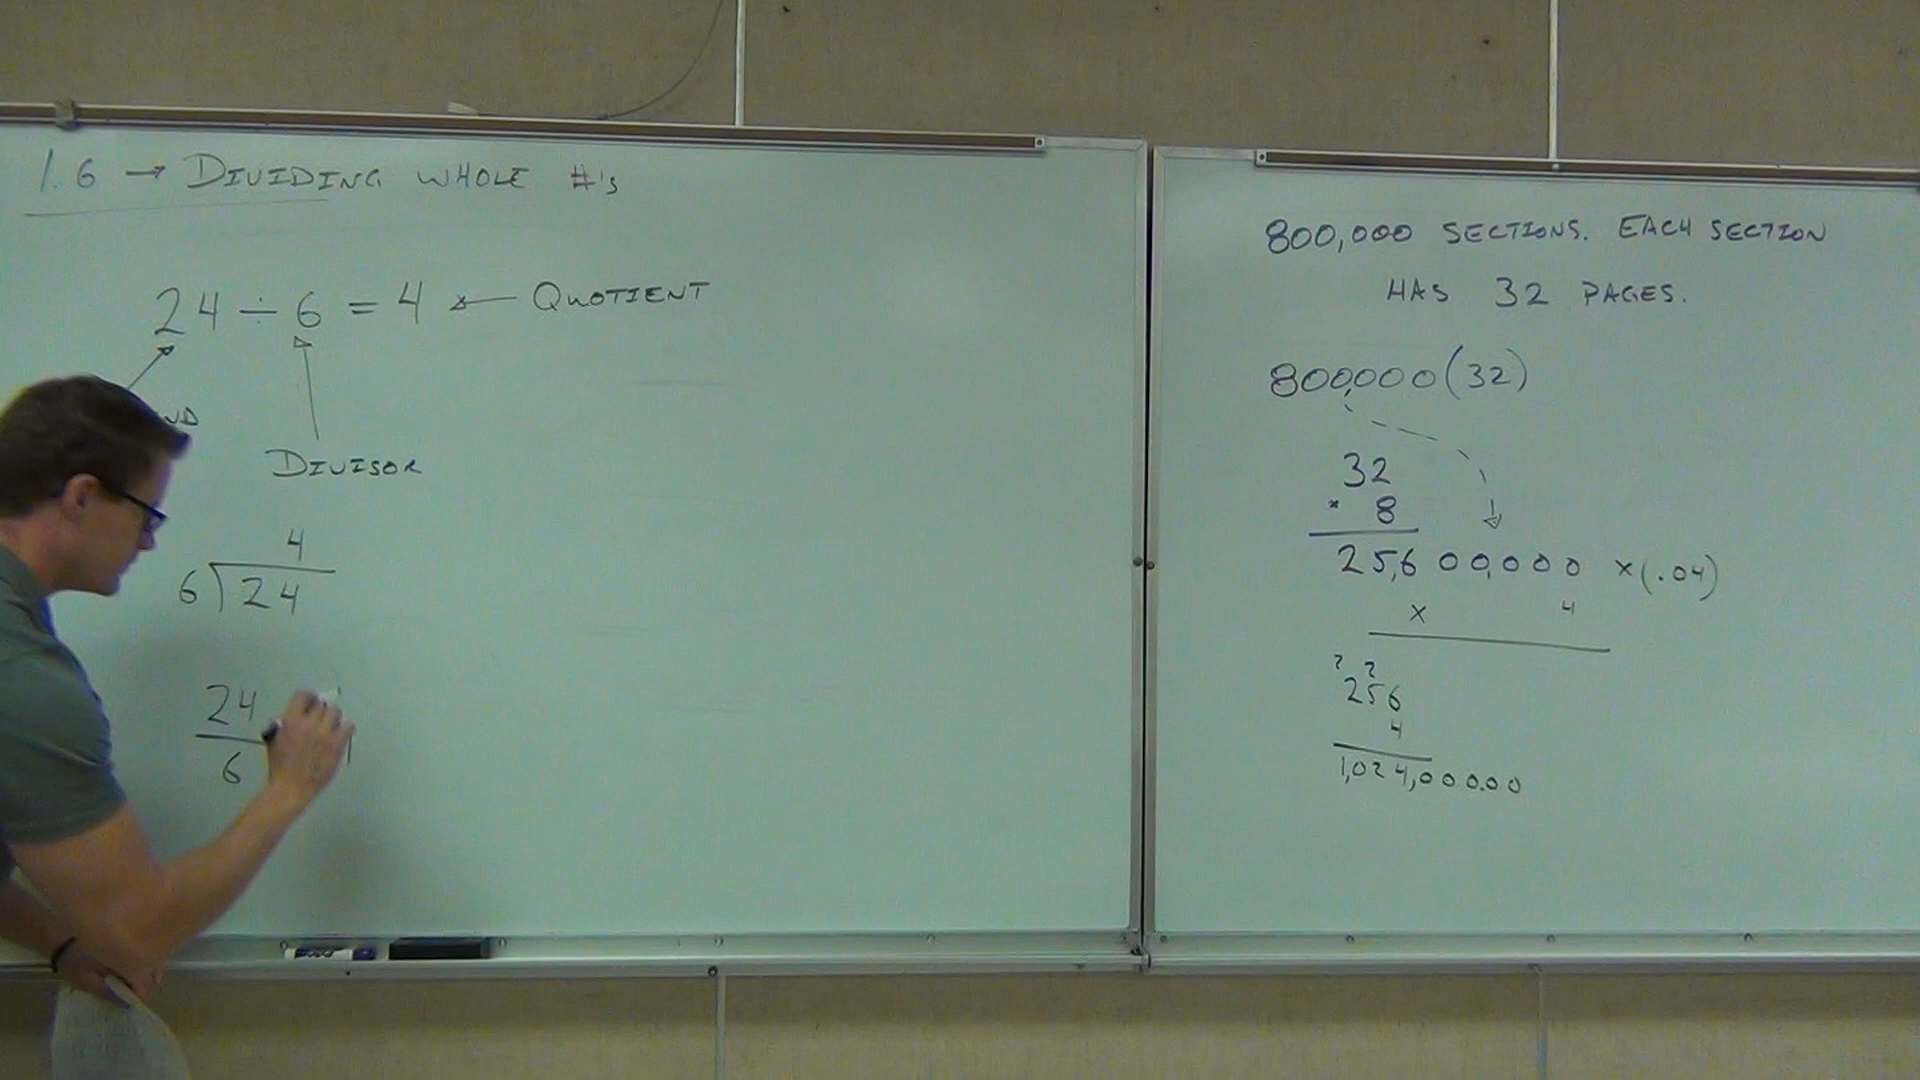 1.6 → DIVIDING WHOLE #'s
24 ÷ 6 = 4 ← QUOTIENT
DIVISOR
4
6 24
24
6
800,000 SECTIONS. EACH SECTION
HAS 32 PAGES.
800,000(32)
32
* 8
25,600,000 x(.04)
x 4
2 2
256
4
1,024,000.00